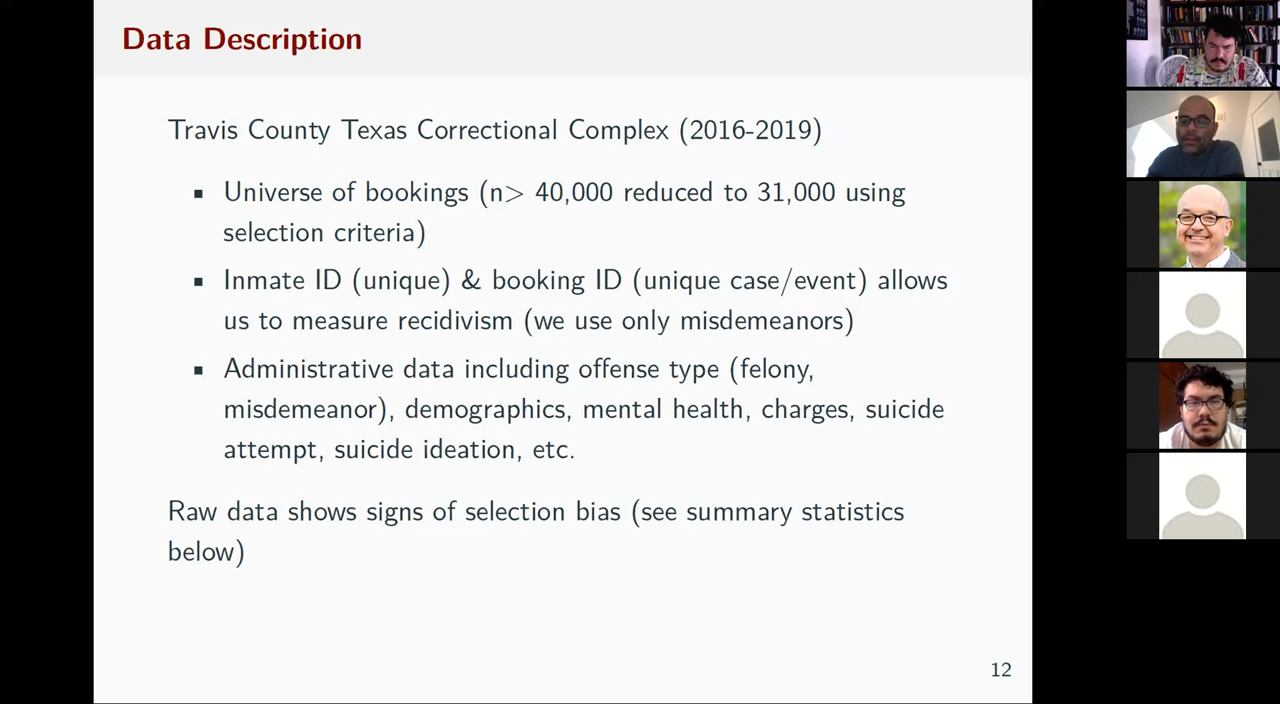 Data Description
Travis County Texas Correctional Complex (2016-2019)
▪ Universe of bookings (n> 40,000 reduced to 31,000 using
selection criteria)
▪ Inmate ID (unique) & booking ID (unique case/event) allows
us to measure recidivism (we use only misdemeanors)
▪ Administrative data including offense type (felony,
misdemeanor), demographics, mental health, charges, suicide
attempt, suicide ideation, etc.
Raw data shows signs of selection bias (see summary statistics
below)
12